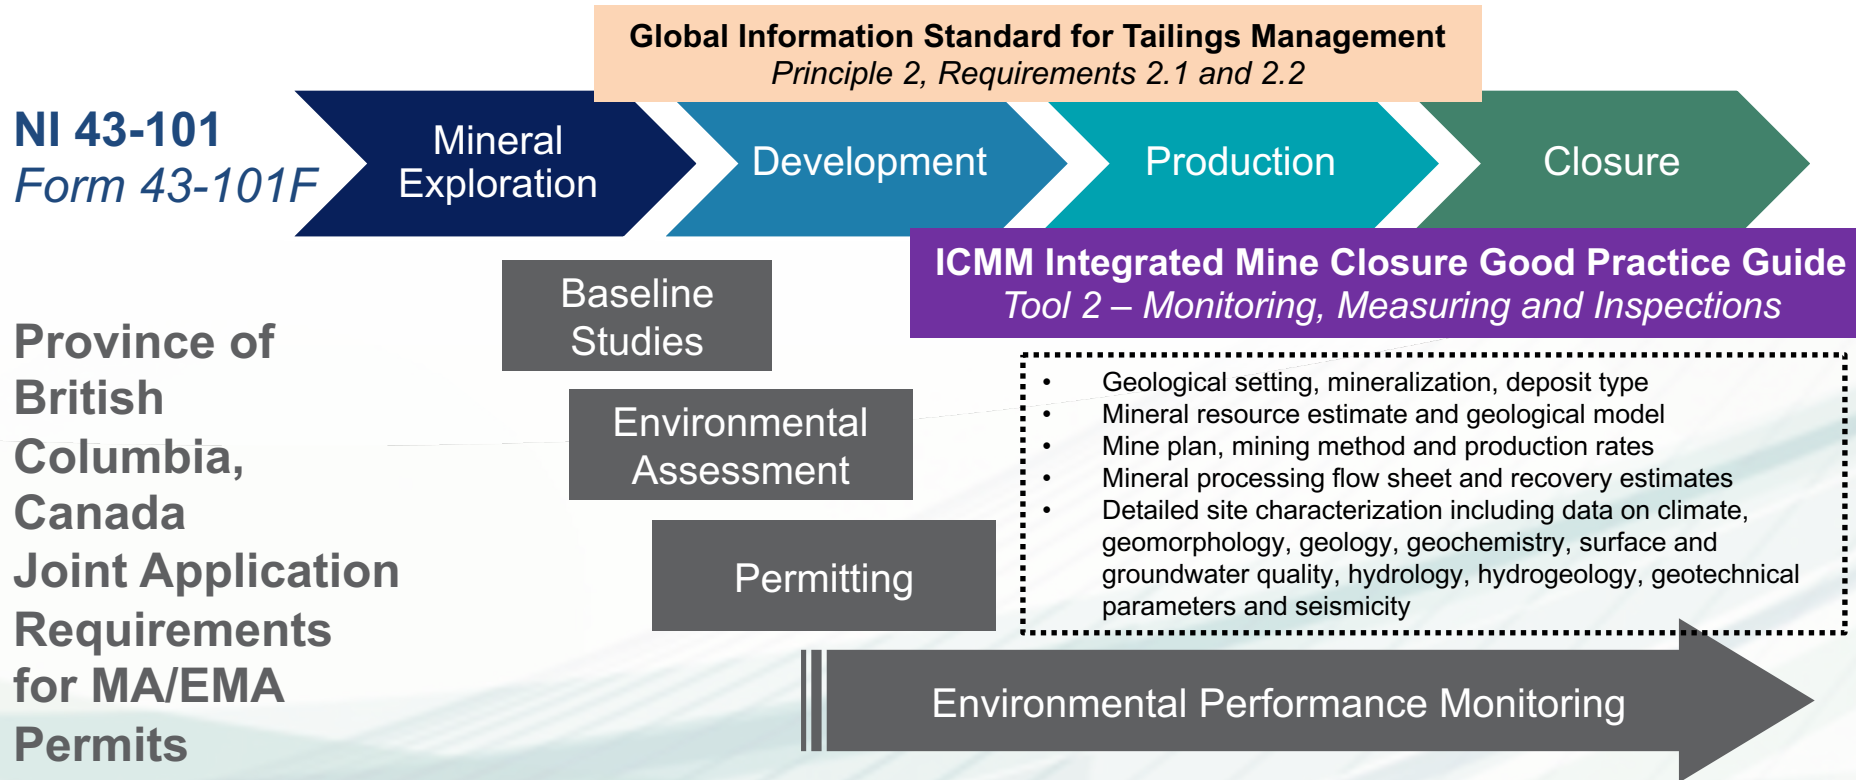 Global Information Standard for Tailings Management
Principle 2, Requirements 2.1 and 2.2
NI 43-101
Form 43-101F
Mineral
Exploration
Development
Production
Closure
ICMM Integrated Mine Closure Good Practice Guide
Tool 2 – Monitoring, Measuring and Inspections
Baseline
Studies
Environmental
Assessment
Permitting
Province of
British
Columbia,
Canada
Joint Application
Requirements
for MA/EMA
Permits
• Geological setting, mineralization, deposit type
• Mineral resource estimate and geological model
• Mine plan, mining method and production rates
• Mineral processing flow sheet and recovery estimates
• Detailed site characterization including data on climate,
geomorphology, geology, geochemistry, surface and
groundwater quality, hydrology, hydrogeology, geotechnical
parameters and seismicity
Environmental Performance Monitoring